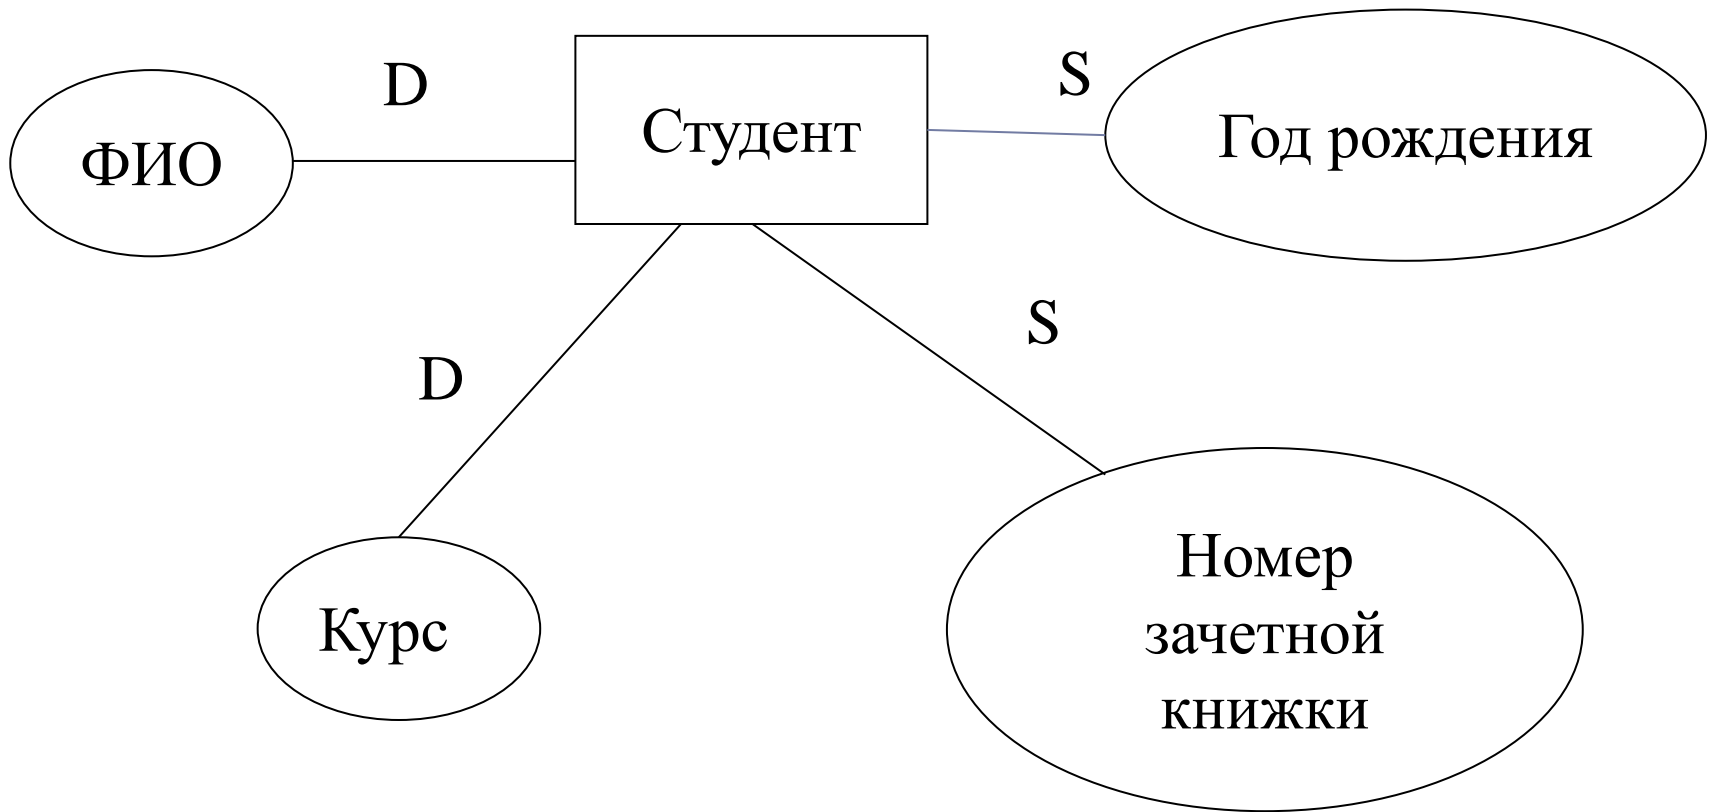 D
Студент
S
ФИО
Год рождения
D
S
Курс
Номер
зачетной
книжки